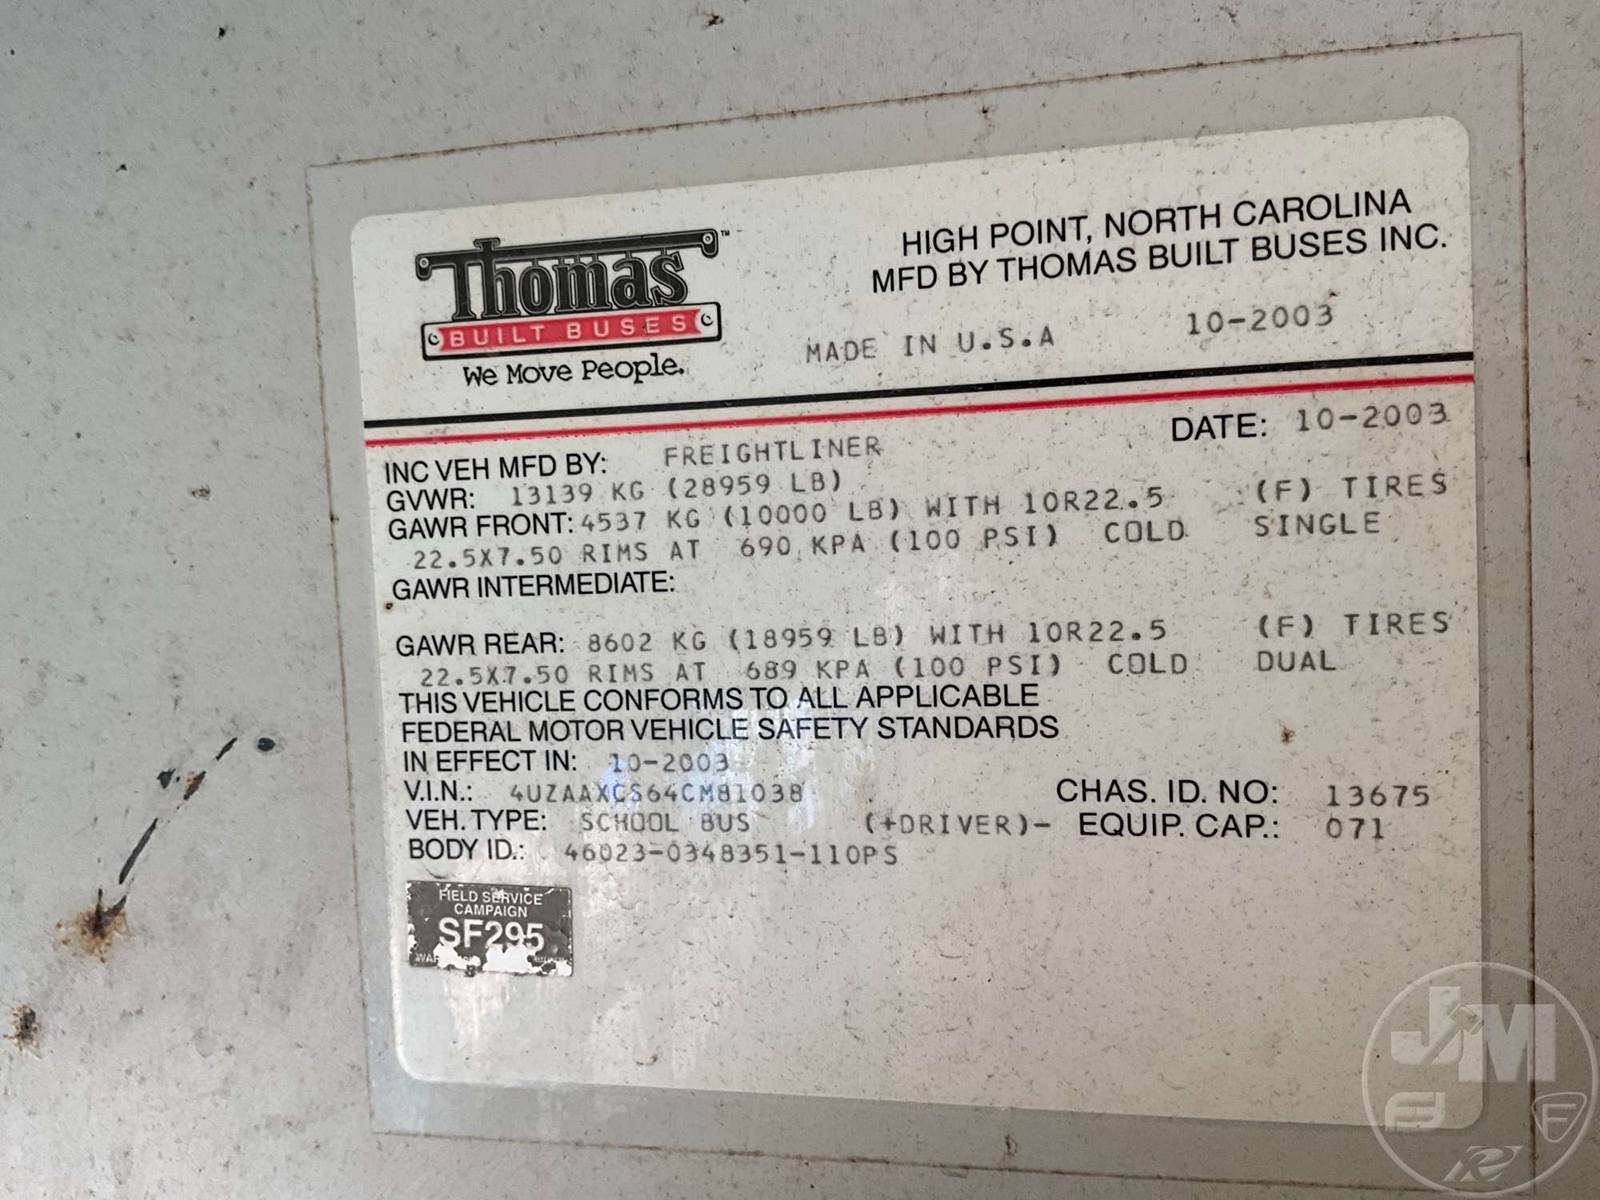 Thomas™
BUILT BUSES
We Move People.
HIGH POINT, NORTH CAROLINA
MFD BY THOMAS BUILT BUSES INC.
MADE IN U.S.A 10-2003
DATE: 10-2003
INC VEH MFD BY: FREIGHTLINER
GVWR: 13139 KG (28959 LB)
GAWR FRONT: 4537 KG (10000 LB) WITH 10R22.5 (F) TIRES
22.5X7.50 RIMS AT 690 KPA (100 PSI) COLD SINGLE
GAWR INTERMEDIATE:
GAWR REAR: 8602 KG (18959 LB) WITH 10R22.5 (F) TIRES
22.5X7.50 RIMS AT 689 KPA (100 PSI) COLD DUAL
THIS VEHICLE CONFORMS TO ALL APPLICABLE
FEDERAL MOTOR VEHICLE SAFETY STANDARDS
IN EFFECT IN: 10-2003
V.I.N.: 4UZAAXCS64CM81038 CHAS. ID. NO: 13675
VEH. TYPE: SCHOOL BUS (+DRIVER)- EQUIP. CAP.: 071
BODY ID.: 46023-0348351-110PS
FIELD SERVICE
CAMPAIGN
SF295
JM